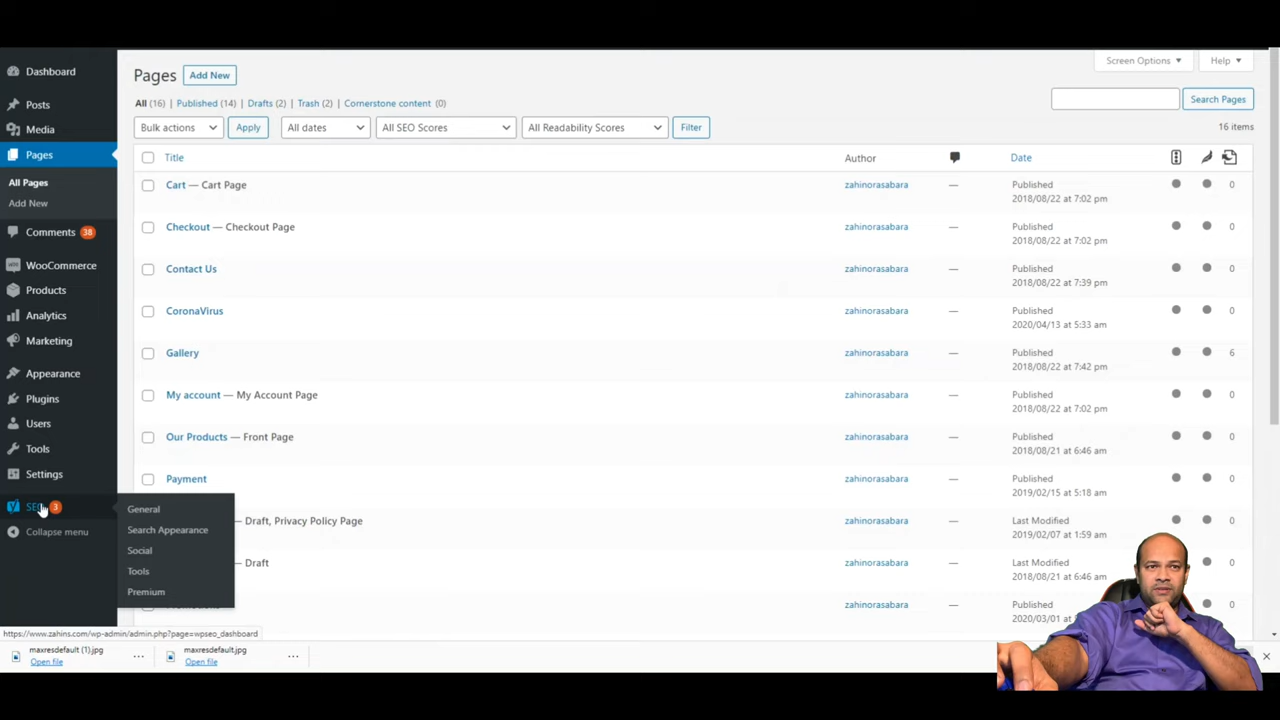 Dashboard
Posts
Media
Pages
All Pages
Add New
Comments 38
WooCommerce
Products
Analytics
Marketing
Appearance
Plugins
Users
Tools
Settings
SEO 3
Collapse menu
General
Search Appearance
Social
Tools
Premium
Screen Options
Help
Pages Add New
All (16) | Published (14) | Drafts (2) | Trash (2) | Cornerstone content (0)
Search Pages
Bulk actions Apply All dates All SEO Scores All Readability Scores Filter
16 items
Title Author Date
Cart — Cart Page zahinorasabara — Published 0
2018/08/22 at 7:02 pm
Checkout — Checkout Page zahinorasabara — Published 0
2018/08/22 at 7:02 pm
Contact Us zahinorasabara — Published 0
2018/08/22 at 7:39 pm
CoronaVirus zahinorasabara — Published 0
2020/04/13 at 5:33 am
Gallery zahinorasabara — Published 6
2018/08/22 at 7:42 pm
My account — My Account Page zahinorasabara — Published 0
2018/08/22 at 7:02 pm
Our Products — Front Page zahinorasabara — Published 0
2018/08/21 at 6:46 am
Payment zahinorasabara — Published 0
2019/02/15 at 5:18 am
— Draft, Privacy Policy Page zahinorasabara — Last Modified 0
2019/02/07 at 1:59 am
— Draft zahinorasabara — Last Modified 0
2018/08/21 at 6:46 am
zahinorasabara — Published 0
2020/03/01 at
https://www.zahins.com/wp-admin/admin.php?page=wpseo_dashboard
maxresdefault (1).jpg
Open file
maxresdefault.jpg
Open file